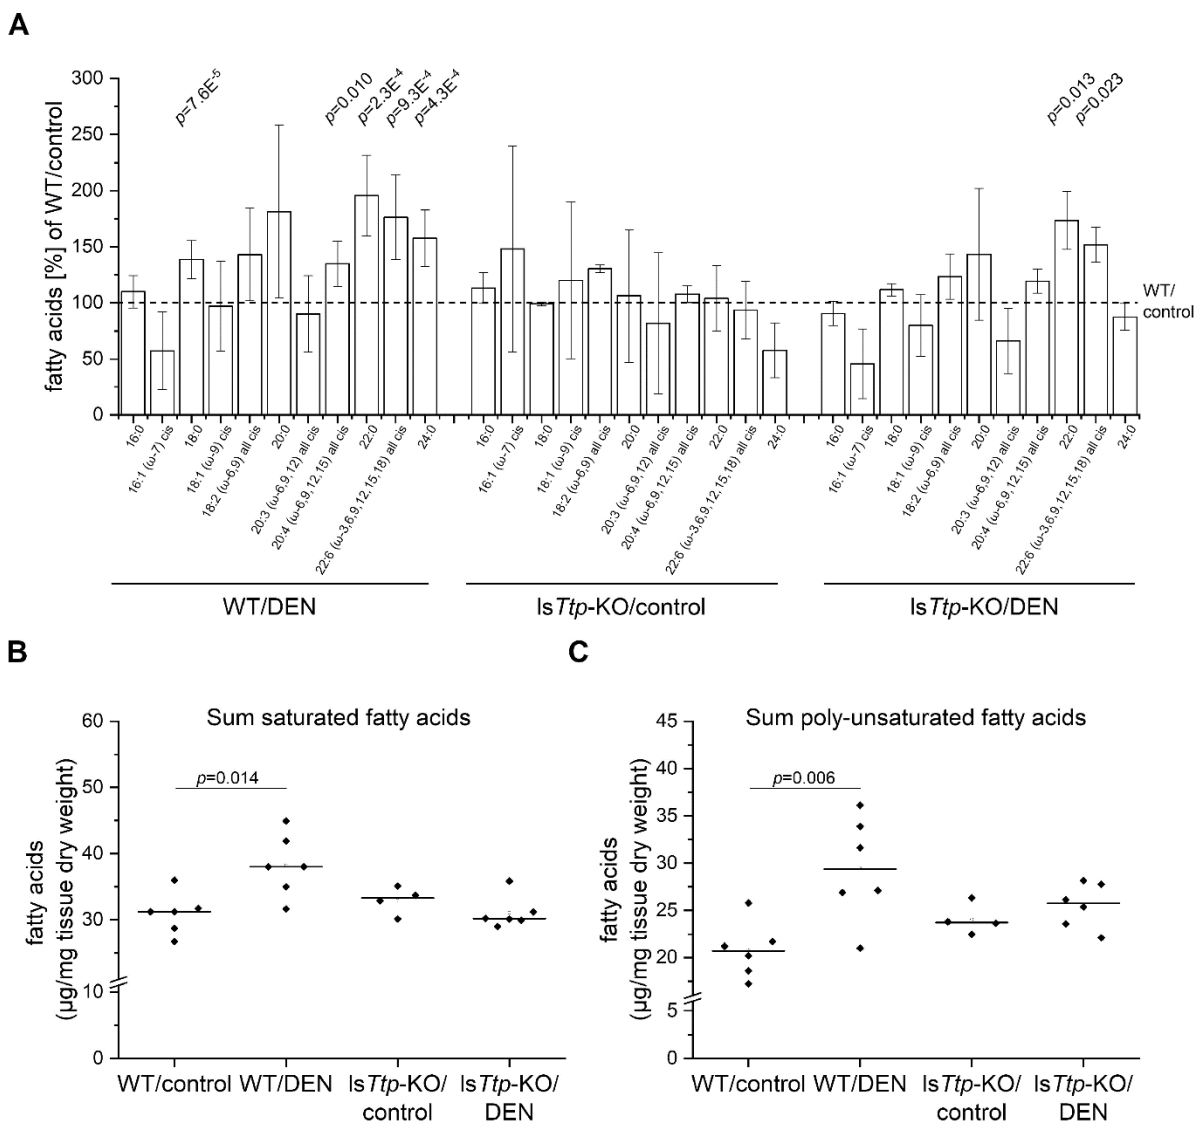 A
fatty acids [%] of WT/control
300
250
200
150
100
50
0
p=7.6E-5
p=0.010
p=2.3E-4
p=9.3E-4
p=4.3E-4
p=0.013
p=0.023
WT/
control
16:0
16:1 (ω-7) cis
18:0
18:1 (ω-9) cis
18:2 (ω-6,9) all cis
20:0
20:3 (ω-6,9,12) all cis
20:4 (ω-6,9,12,15) all cis
22:0
22:6 (ω-3,6,9,12,15,18) all cis
24:0
16:0
16:1 (ω-7) cis
18:0
18:1 (ω-9) cis
18:2 (ω-6,9) all cis
20:0
20:3 (ω-6,9,12) all cis
20:4 (ω-6,9,12,15) all cis
22:0
22:6 (ω-3,6,9,12,15,18) all cis
24:0
16:0
16:1 (ω-7) cis
18:0
18:1 (ω-9) cis
18:2 (ω-6,9) all cis
20:0
20:3 (ω-6,9,12) all cis
20:4 (ω-6,9,12,15) all cis
22:0
22:6 (ω-3,6,9,12,15,18) all cis
24:0
WT/DEN
lsTtp-KO/control
lsTtp-KO/DEN
B
Sum saturated fatty acids
fatty acids
(µg/mg tissue dry weight)
60
50
40
30
10
0
p=0.014
WT/control
WT/DEN
lsTtp-KO/
control
lsTtp-KO/
DEN
C
Sum poly-unsaturated fatty acids
fatty acids
(µg/mg tissue dry weight)
45
40
35
30
25
20
5
0
p=0.006
WT/control
WT/DEN
lsTtp-KO/
control
lsTtp-KO/
DEN